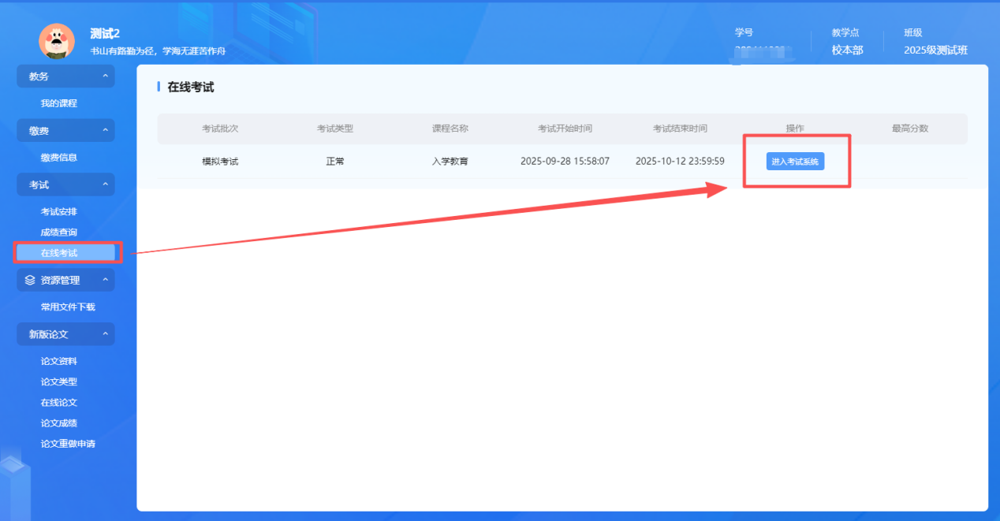 测试2
书山有路勤为径，学海无涯苦作舟
学号
教学点
校本部
班级
2025级测试班
教务
我的课程
缴费
缴费信息
考试
考试安排
成绩查询
在线考试
资源管理
常用文件下载
新版论文
论文资料
论文类型
在线论文
论文成绩
论文重做申请
在线考试
考试批次 考试类型 课程名称 考试开始时间 考试结束时间 操作 最高分数
模拟考试 正常 入学教育 2025-09-28 15:58:07 2025-10-12 23:59:59 进入考试系统